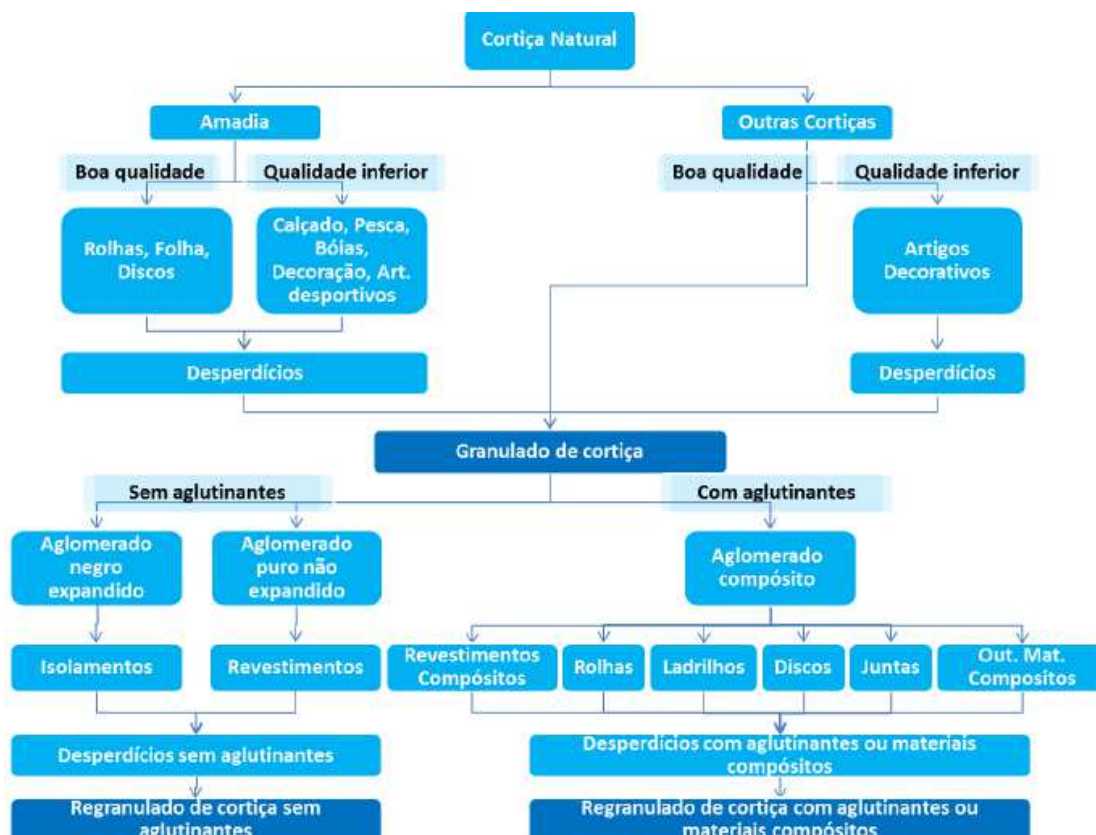 Cortiça Natural
Amadia
Outras Cortiças
Boa qualidade
Qualidade inferior
Boa qualidade
Qualidade inferior
Rolhas, Folha,
Discos
Calçado, Pesca,
Bóias,
Decoração, Art.
desportivos
Artigos
Decorativos
Desperdícios
Desperdícios
Granulado de cortiça
Sem aglutinantes
Com aglutinantes
Aglomerado
negro
expandido
Aglomerado
puro não
expandido
Aglomerado
compósito
Isolamentos
Revestimentos
Revestimentos
Compósitos
Rolhas
Ladrilhos
Discos
Juntas
Out. Mat.
Compositos
Desperdícios sem aglutinantes
Desperdícios com aglutinantes ou materiais
compósitos
Regranulado de cortiça sem
aglutinantes
Regranulado de cortiça com aglutinantes ou
materiais compósitos